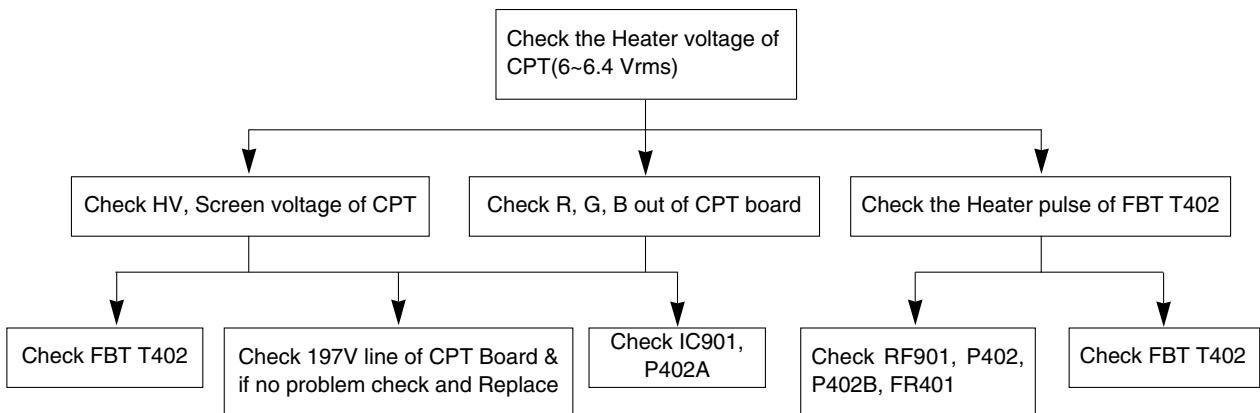 Check the Heater voltage of
CPT(6~6.4 Vrms)
Check HV, Screen voltage of CPT
Check R, G, B out of CPT board
Check the Heater pulse of FBT T402
Check FBT T402
Check 197V line of CPT Board &
if no problem check and Replace
Check IC901,
P402A
Check RF901, P402,
P402B, FR401
Check FBT T402